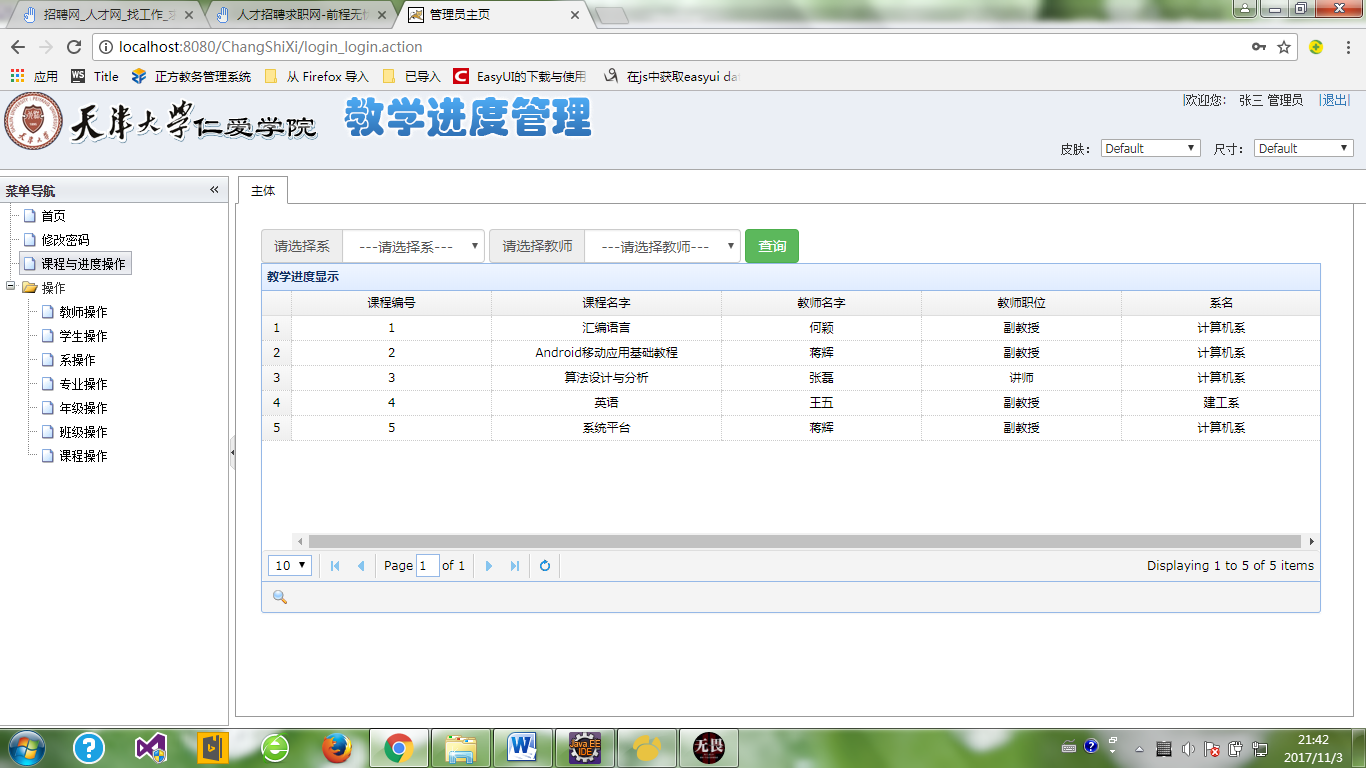 招聘网_人才网_找工作_求
人才招聘求职网-前程无忧
管理员主页
localhost:8080/ChangShiXi/login_login.action
应用
WS Title
正方教务管理系统
从 Firefox 导入
已导入
C EasyUI的下载与使用
在js中获取easyui dat
天津大学仁爱学院
教学进度管理
|欢迎您： 张三 管理员 |退出|
皮肤： Default 尺寸： Default
菜单导航
首页
修改密码
课程与进度操作
操作
教师操作
学生操作
系操作
专业操作
年级操作
班级操作
课程操作
主体
请选择系 ---请选择系--- 请选择教师 ---请选择教师--- 查询
教学进度显示
课程编号 课程名字 教师名字 教师职位 系名
1 1 汇编语言 何颖 副教授 计算机系
2 2 Android移动应用基础教程 蒋辉 副教授 计算机系
3 3 算法设计与分析 张磊 讲师 计算机系
4 4 英语 王五 副教授 建工系
5 5 系统平台 蒋辉 副教授 计算机系
10 Page 1 of 1 Displaying 1 to 5 of 5 items
Java EE
IDE
无畏
21:42
2017/11/3